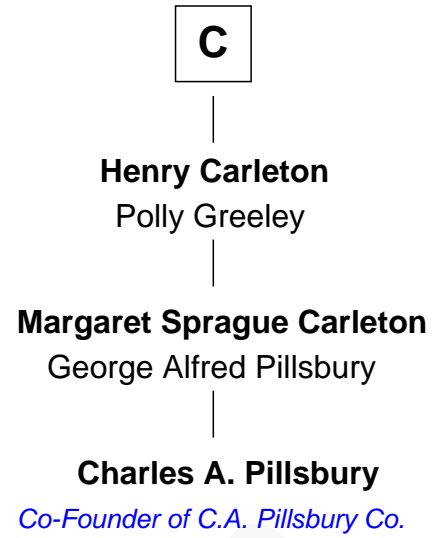 C
Henry Carleton
Polly Greeley
Margaret Sprague Carleton
George Alfred Pillsbury
Charles A. Pillsbury
Co-Founder of C.A. Pillsbury Co.